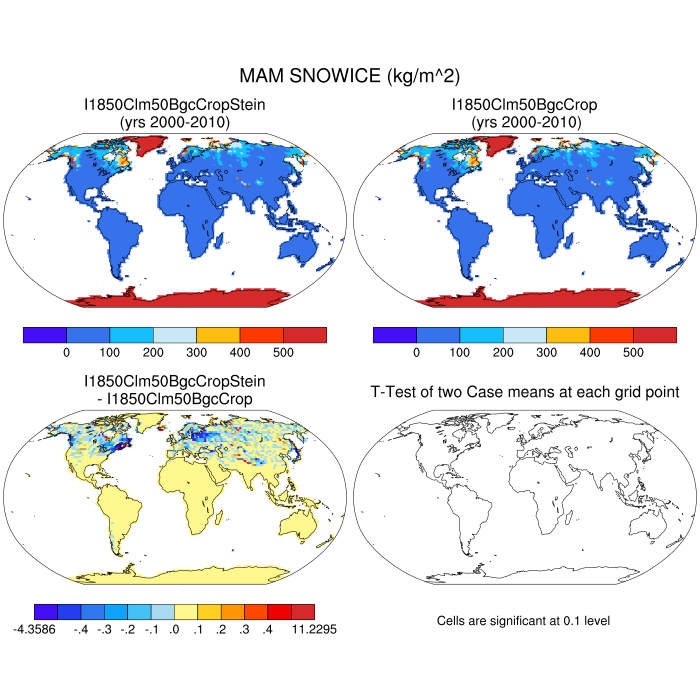 MAM SNOWICE (kg/m^2)
I1850Clm50BgcCropStein
(yrs 2000-2010)
I1850Clm50BgcCrop
(yrs 2000-2010)
0 100 200 300 400 500
0 100 200 300 400 500
I1850Clm50BgcCropStein
- I1850Clm50BgcCrop
T-Test of two Case means at each grid point
-4.3586 -.4 -.3 -.2 -.1 .0 .1 .2 .3 .4 11.2295
Cells are significant at 0.1 level